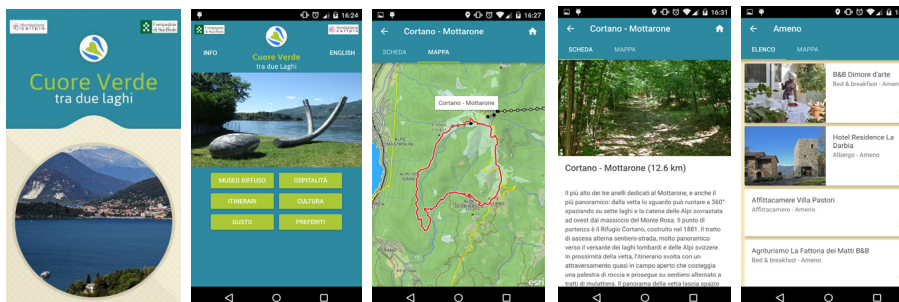 Cuore Verde
tra due laghi
16:24
INFO
Cuore Verde
tra due Laghi
ENGLISH
MUSEO DIFFUSO
OSPITALITÀ
ITINERARI
CULTURA
GUSTO
PREFERITI
16:27
Cortano - Mottarone
SCHEDA
MAPPA
Cortano - Mottarone
16:31
Cortano - Mottarone
SCHEDA
MAPPA
Cortano - Mottarone (12.6 km)
Il più alto dei tre anelli dedicati al Mottarone, e anche il
più panoramico: dalla vetta lo sguardo può ruotare a 360°
spaziando su sette laghi e la catena delle Alpi sovrastata
ad ovest dal massiccio del Monte Rosa. Il punto di
partenza è il Rifugio Cortano, costruito nel 1881. Il tratto
di ascesa alterna sentiero-strada, molto panoramico
verso il versante dei laghi lombardi e delle Alpi svizzere.
In prossimità della vetta, l'itinerario svolta con un
attraversamento quasi in campo aperto che costeggia
una palestra di roccia e prosegue su sentiero alternato a
tratti di mulattiera. Il panorama della vetta lascia spazio
Ameno
ELENCO
MAPPA
B&B Dimore d'arte
Bed & breakfast - Ameno
Hotel Residence La
Darbia
Albergo - Ameno
Affittacamere Villa Pastori
Affittacamere - Ameno
Agriturismo La Fattoria dei Matti B&B
Bed & breakfast - Ameno